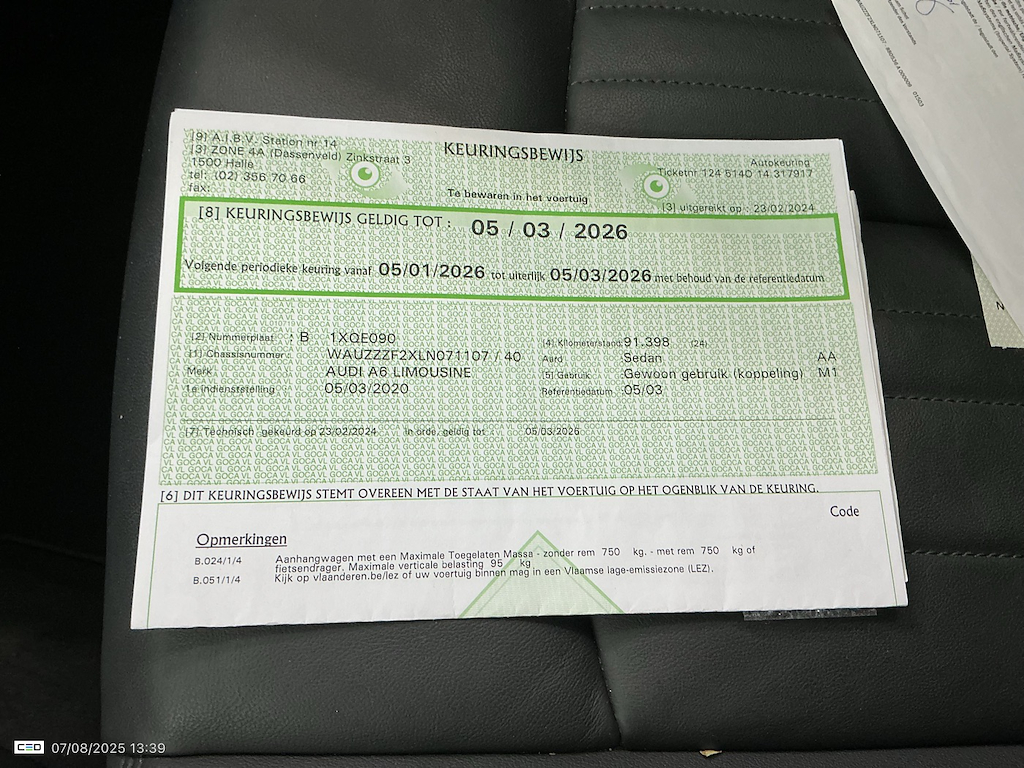 [9] A.I.B.V. Station nr 14
[3] ZONE 4A (Dassenveld) Zinkstraat 3
1500 Halle
tel: (02) 356 70 66
fax:
KEURINGSBEWIJS
Te bewaren in het voertuig
Autokeuring
Ticketnr 124 614D 14 317917
[3] uitgereikt op : 23/02/2024
[8] KEURINGSBEWIJS GELDIG TOT : 05 / 03 / 2026
Volgende periodieke keuring vanaf 05/01/2026 tot uiterlijk 05/03/2026 met behoud van de referentiedatum
[2] Nummerplaat : B 1XQE090 [4] Kilometerstand: 91.398 (24)
[1] Chassisnummer: WAUZZZF2XLN071107 / 40 Aard Sedan AA
Merk AUDI A6 LIMOUSINE [5] Gebruik Gewoon gebruik (koppeling) M1
1e indienststelling 05/03/2020 Referentiedatum :05/03
[7] Technisch gekeurd op 23/02/2024 In orde, geldig tot 05/03/2026
[6] DIT KEURINGSBEWIJS STEMT OVEREEN MET DE STAAT VAN HET VOERTUIG OP HET OGENBLIK VAN DE KEURING.
Code
Opmerkingen
B.024/1/4 Aanhangwagen met een Maximale Toegelaten Massa - zonder rem 750 kg. - met rem 750 kg of
fietsendrager. Maximale verticale belasting 95 kg
B.051/1/4 Kijk op vlaanderen.be/lez of uw voertuig binnen mag in een Vlaamse lage-emissiezone (LEZ).
N
CEO 07/08/2025 13:39